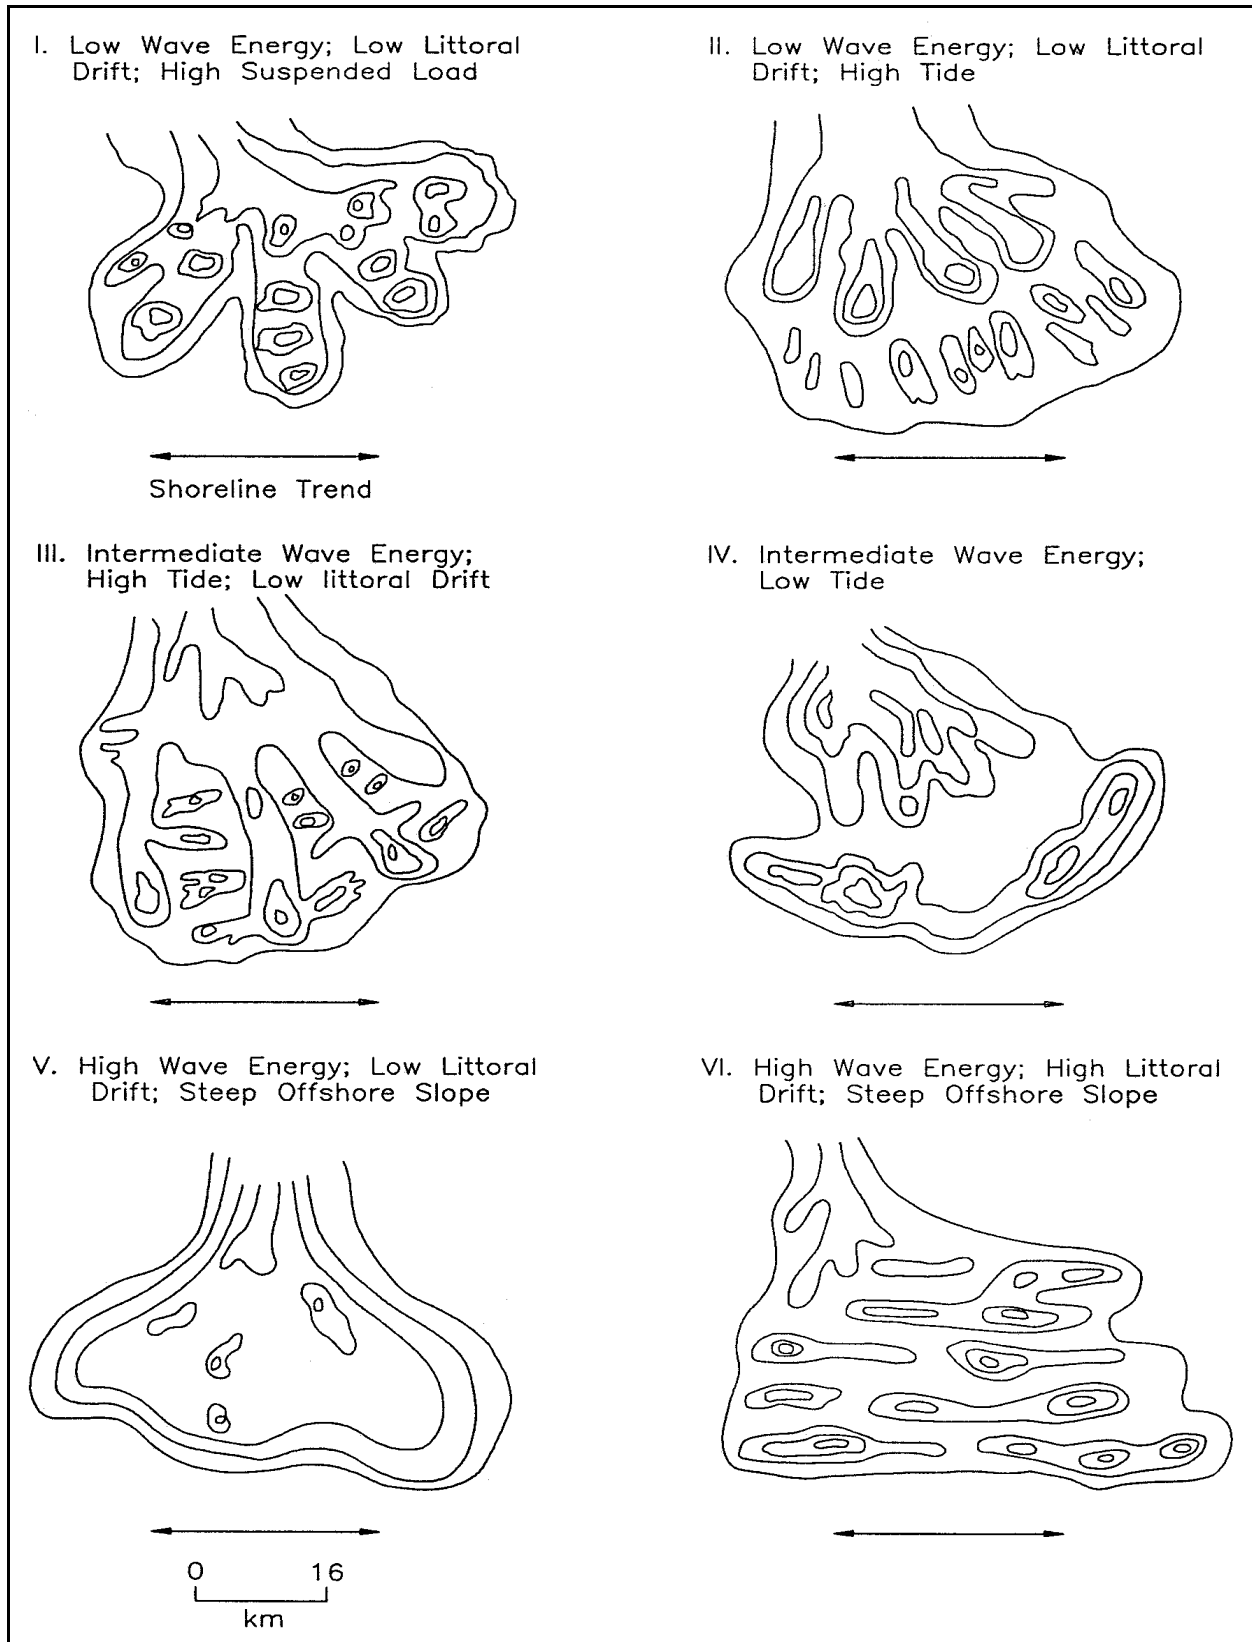 I. Low Wave Energy; Low Littoral
Drift; High Suspended Load
II. Low Wave Energy; Low Littoral
Drift; High Tide
Shoreline Trend
III. Intermediate Wave Energy;
High Tide; Low littoral Drift
IV. Intermediate Wave Energy;
Low Tide
V. High Wave Energy; Low Littoral
Drift; Steep Offshore Slope
VI. High Wave Energy; High Littoral
Drift; Steep Offshore Slope
0 16
km